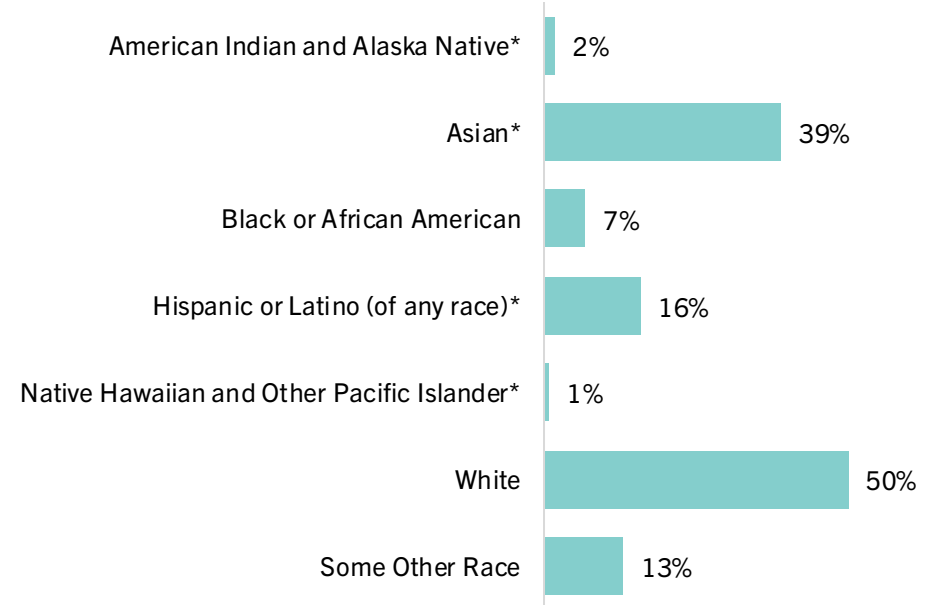 American Indian and Alaska Native* 2%
Asian* 39%
Black or African American 7%
Hispanic or Latino (of any race)* 16%
Native Hawaiian and Other Pacific Islander* 1%
White 50%
Some Other Race 13%